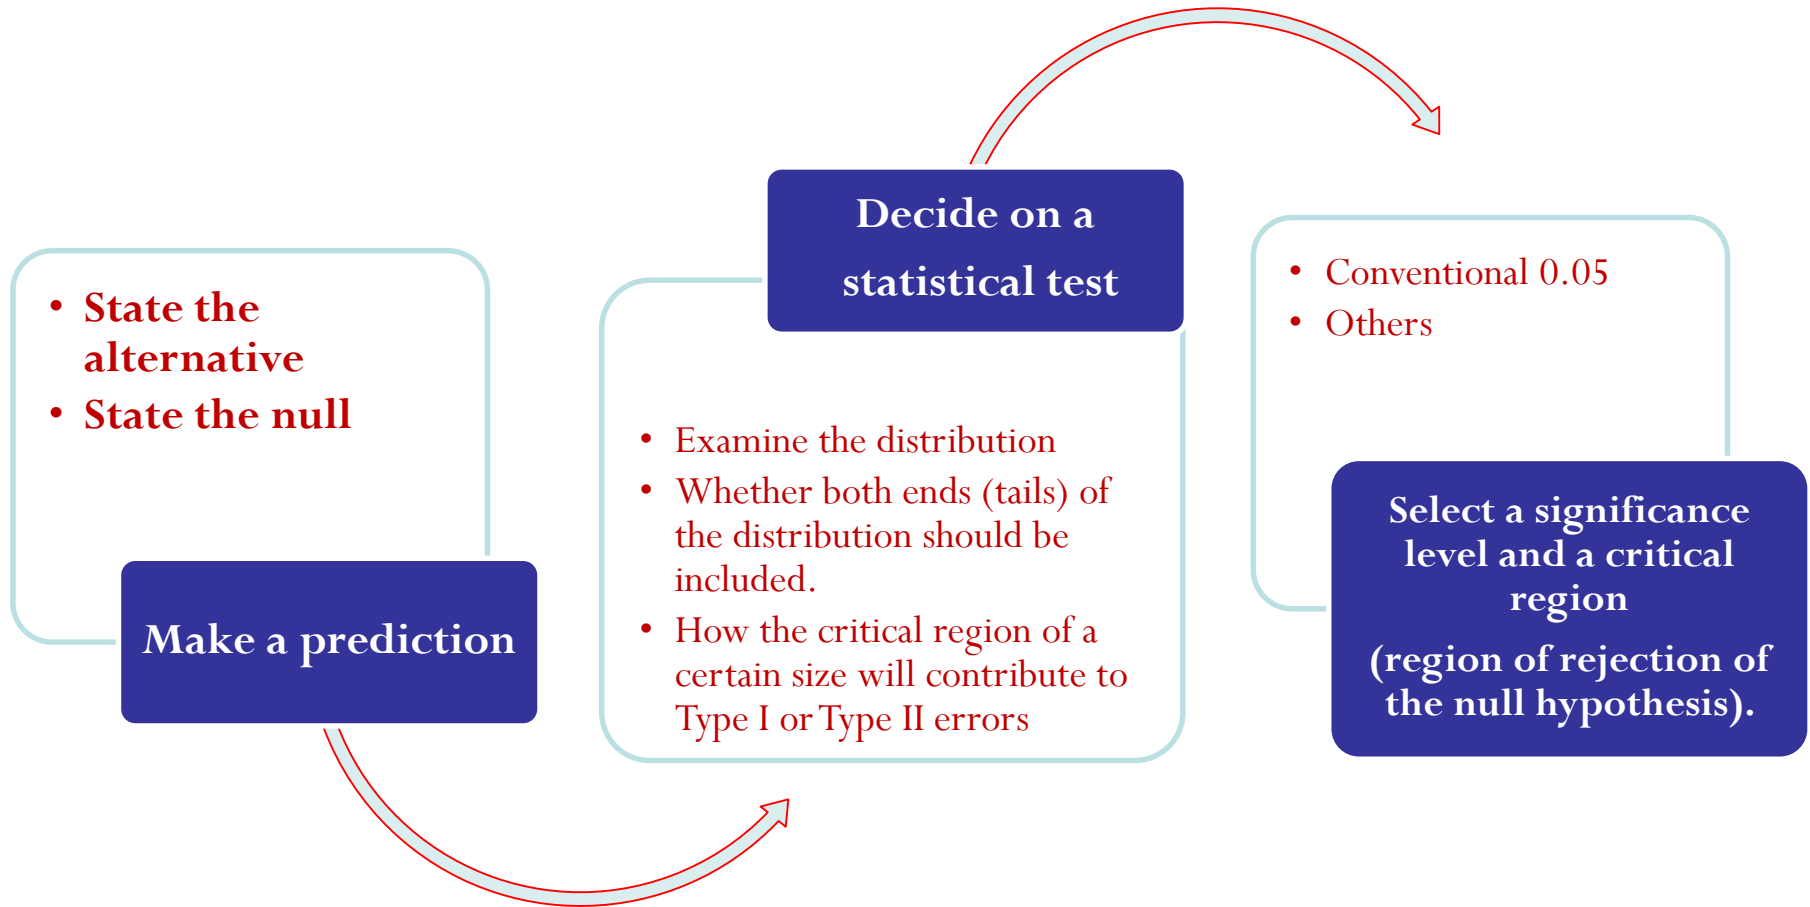 • State the
alternative
• State the null
Make a prediction
Decide on a
statistical test
• Examine the distribution
• Whether both ends (tails) of
the distribution should be
included.
• How the critical region of a
certain size will contribute to
Type I or Type II errors
• Conventional 0.05
• Others
Select a significance
level and a critical
region
(region of rejection of
the null hypothesis).